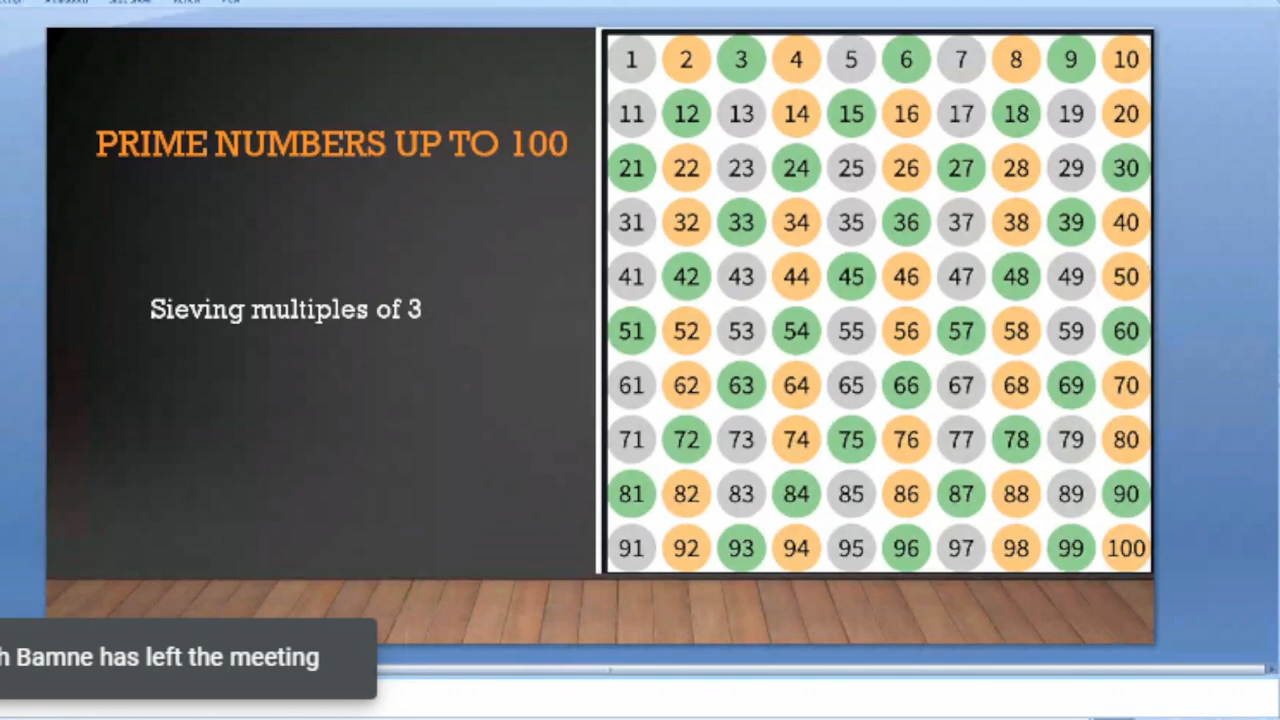 PRIME NUMBERS UP TO 100
Sieving multiples of 3
1 2 3 4 5 6 7 8 9 10
11 12 13 14 15 16 17 18 19 20
21 22 23 24 25 26 27 28 29 30
31 32 33 34 35 36 37 38 39 40
41 42 43 44 45 46 47 48 49 50
51 52 53 54 55 56 57 58 59 60
61 62 63 64 65 66 67 68 69 70
71 72 73 74 75 76 77 78 79 80
81 82 83 84 85 86 87 88 89 90
91 92 93 94 95 96 97 98 99 100
h Bamne has left the meeting